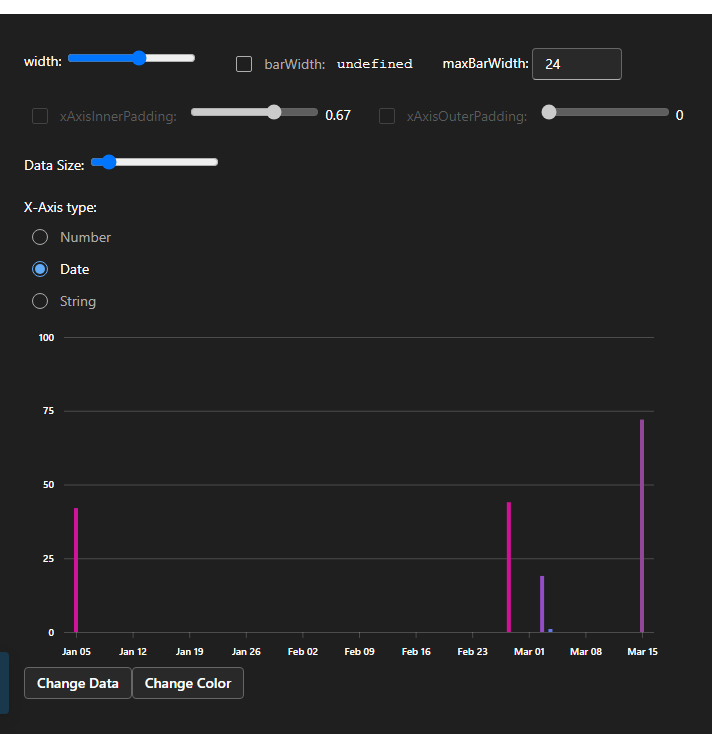 width: barWidth: undefined maxBarWidth: 24
xAxisInnerPadding: 0.67 xAxisOuterPadding: 0
Data Size:
X-Axis type:
Number
Date
String
100
75
50
25
0
Jan 05 Jan 12 Jan 19 Jan 26 Feb 02 Feb 09 Feb 16 Feb 23 Mar 01 Mar 08 Mar 15
Change Data Change Color